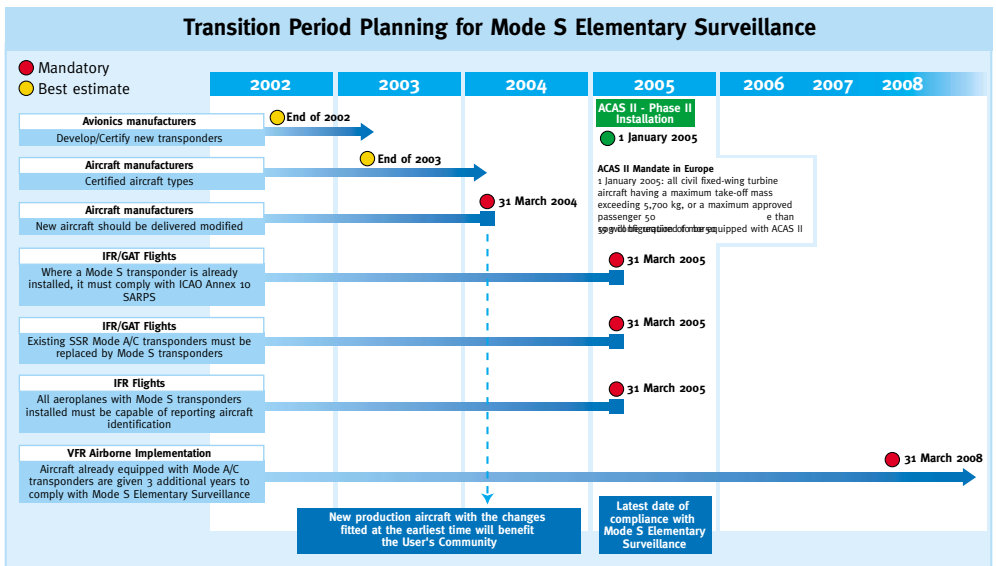 Transition Period Planning for Mode S Elementary Surveillance
Mandatory
Best estimate
2002 2003 2004 2005 2006 2007 2008
Avionics manufacturers
Develop/Certify new transponders
End of 2002
ACAS II - Phase II
Installation
1 January 2005
Aircraft manufacturers
Certified aircraft types
End of 2003
ACAS II Mandate in Europe
1 January 2005: all civil fixed-wing turbine
aircraft having a maximum take-off mass
exceeding 5,700 kg, or a maximum approved
passenger 50 e than
equipped with ACAS II
Aircraft manufacturers
New aircraft should be delivered modified
31 March 2004
IFR/GAT Flights
Where a Mode S transponder is already
installed, it must comply with ICAO Annex 10
SARPS
31 March 2005
IFR/GAT Flights
Existing SSR Mode A/C transponders must be
replaced by Mode S transponders
31 March 2005
IFR Flights
All aeroplanes with Mode S transponders
installed must be capable of reporting aircraft
identification
31 March 2005
VFR Airborne Implementation
Aircraft already equipped with Mode A/C
transponders are given 3 additional years to
comply with Mode S Elementary Surveillance
31 March 2008
New production aircraft with the changes
fitted at the earliest time will benefit
the User's Community
Latest date of
compliance with
Mode S Elementary
Surveillance